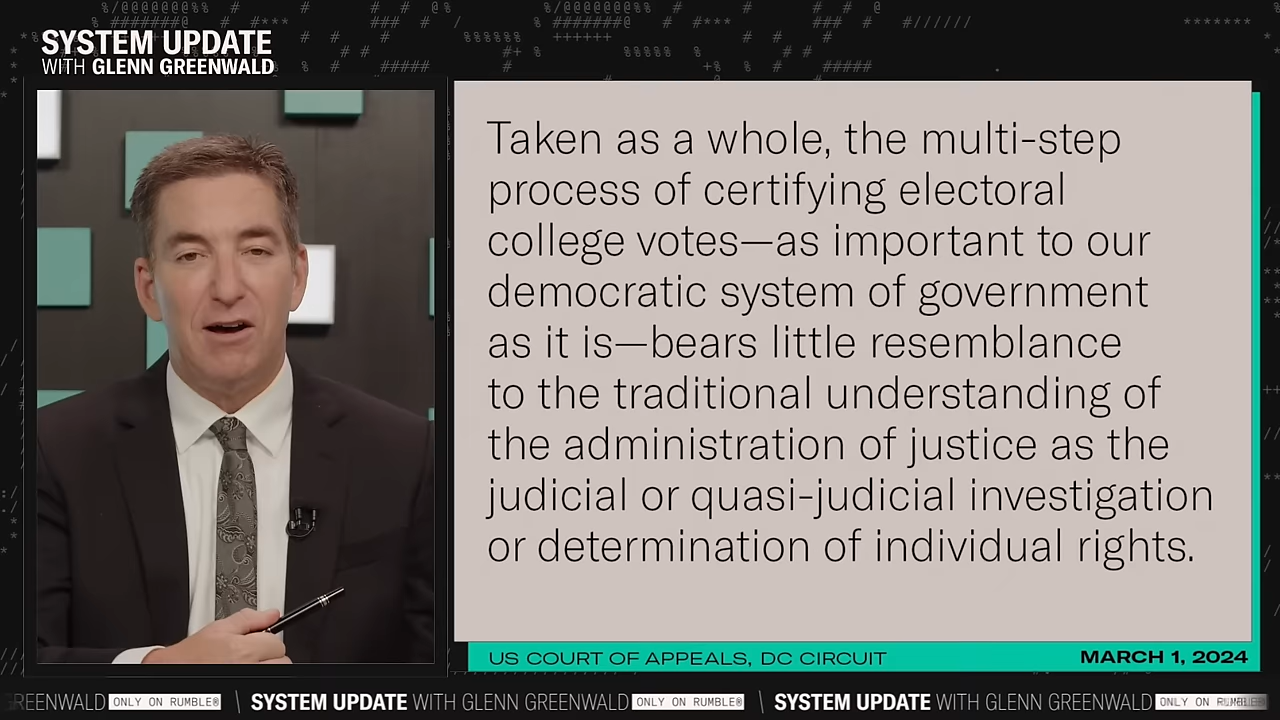 SYSTEM UPDATE
WITH GLENN GREENWALD
Taken as a whole, the multi-step
process of certifying electoral
college votes—as important to our
democratic system of government
as it is—bears little resemblance
to the traditional understanding of
the administration of justice as the
judicial or quasi-judicial investigation
or determination of individual rights.
US COURT OF APPEALS, DC CIRCUIT MARCH 1, 2024
REENWALD ONLY ON RUMBLE® | SYSTEM UPDATE WITH GLENN GREENWALD ONLY ON RUMBLE® | SYSTEM UPDATE WITH GLENN GREENWALD ONLY ON